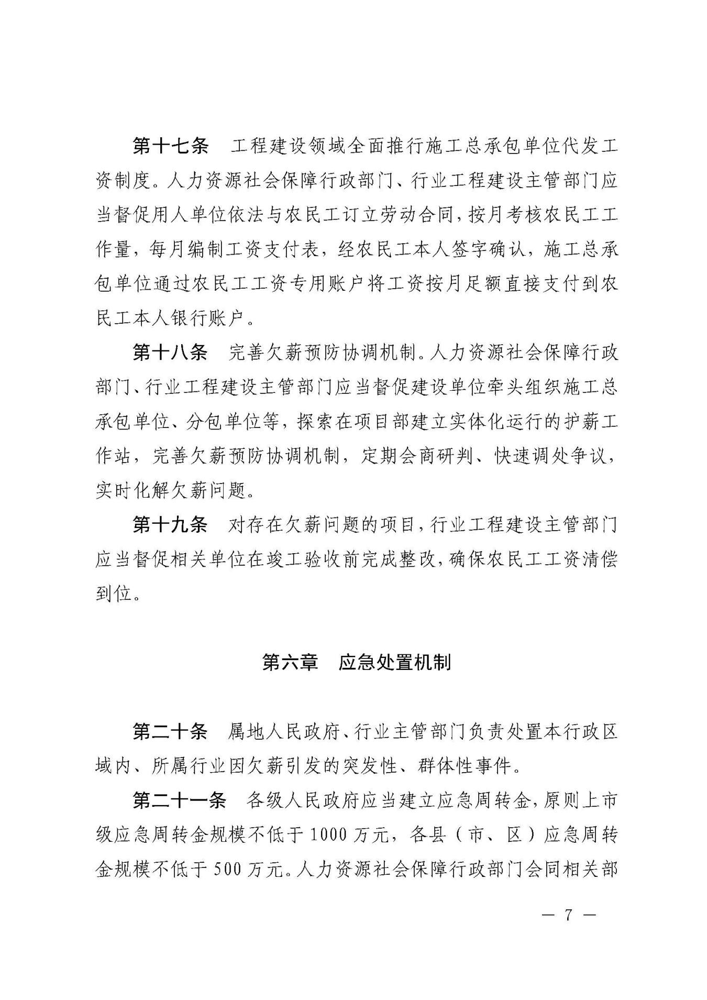 第十七条　工程建设领域全面推行施工总承包单位代发工
资制度。人力资源社会保障行政部门、行业工程建设主管部门应
当督促用人单位依法与农民工订立劳动合同，按月考核农民工工
作量，每月编制工资支付表，经农民工本人签字确认，施工总承
包单位通过农民工工资专用账户将工资按月足额直接支付到农
民工本人银行账户。
第十八条　完善欠薪预防协调机制。人力资源社会保障行政
部门、行业工程建设主管部门应当督促建设单位牵头组织施工总
承包单位、分包单位等，探索在项目部建立实体化运行的护薪工
作站，完善欠薪预防协调机制，定期会商研判、快速调处争议，
实时化解欠薪问题。
第十九条　对存在欠薪问题的项目，行业工程建设主管部门
应当督促相关单位在竣工验收前完成整改，确保农民工工资清偿
到位。
第六章　应急处置机制
第二十条　属地人民政府、行业主管部门负责处置本行政区
域内、所属行业因欠薪引发的突发性、群体性事件。
第二十一条　各级人民政府应当建立应急周转金，原则上市
级应急周转金规模不低于 1000 万元，各县（市、区）应急周转
金规模不低于 500 万元。人力资源社会保障行政部门会同相关部
— 7 —